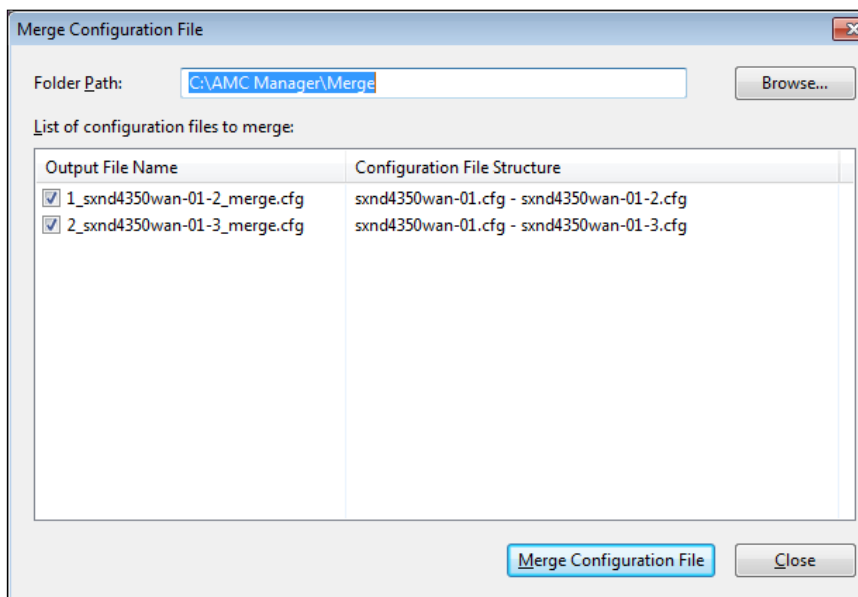 Merge Configuration File
Folder Path: C:\AMC Manager\Merge Browse...
List of configuration files to merge:
Output File Name Configuration File Structure
1_sxnd4350wan-01-2_merge.cfg sxnd4350wan-01.cfg - sxnd4350wan-01-2.cfg
2_sxnd4350wan-01-3_merge.cfg sxnd4350wan-01.cfg - sxnd4350wan-01-3.cfg
Merge Configuration File Close